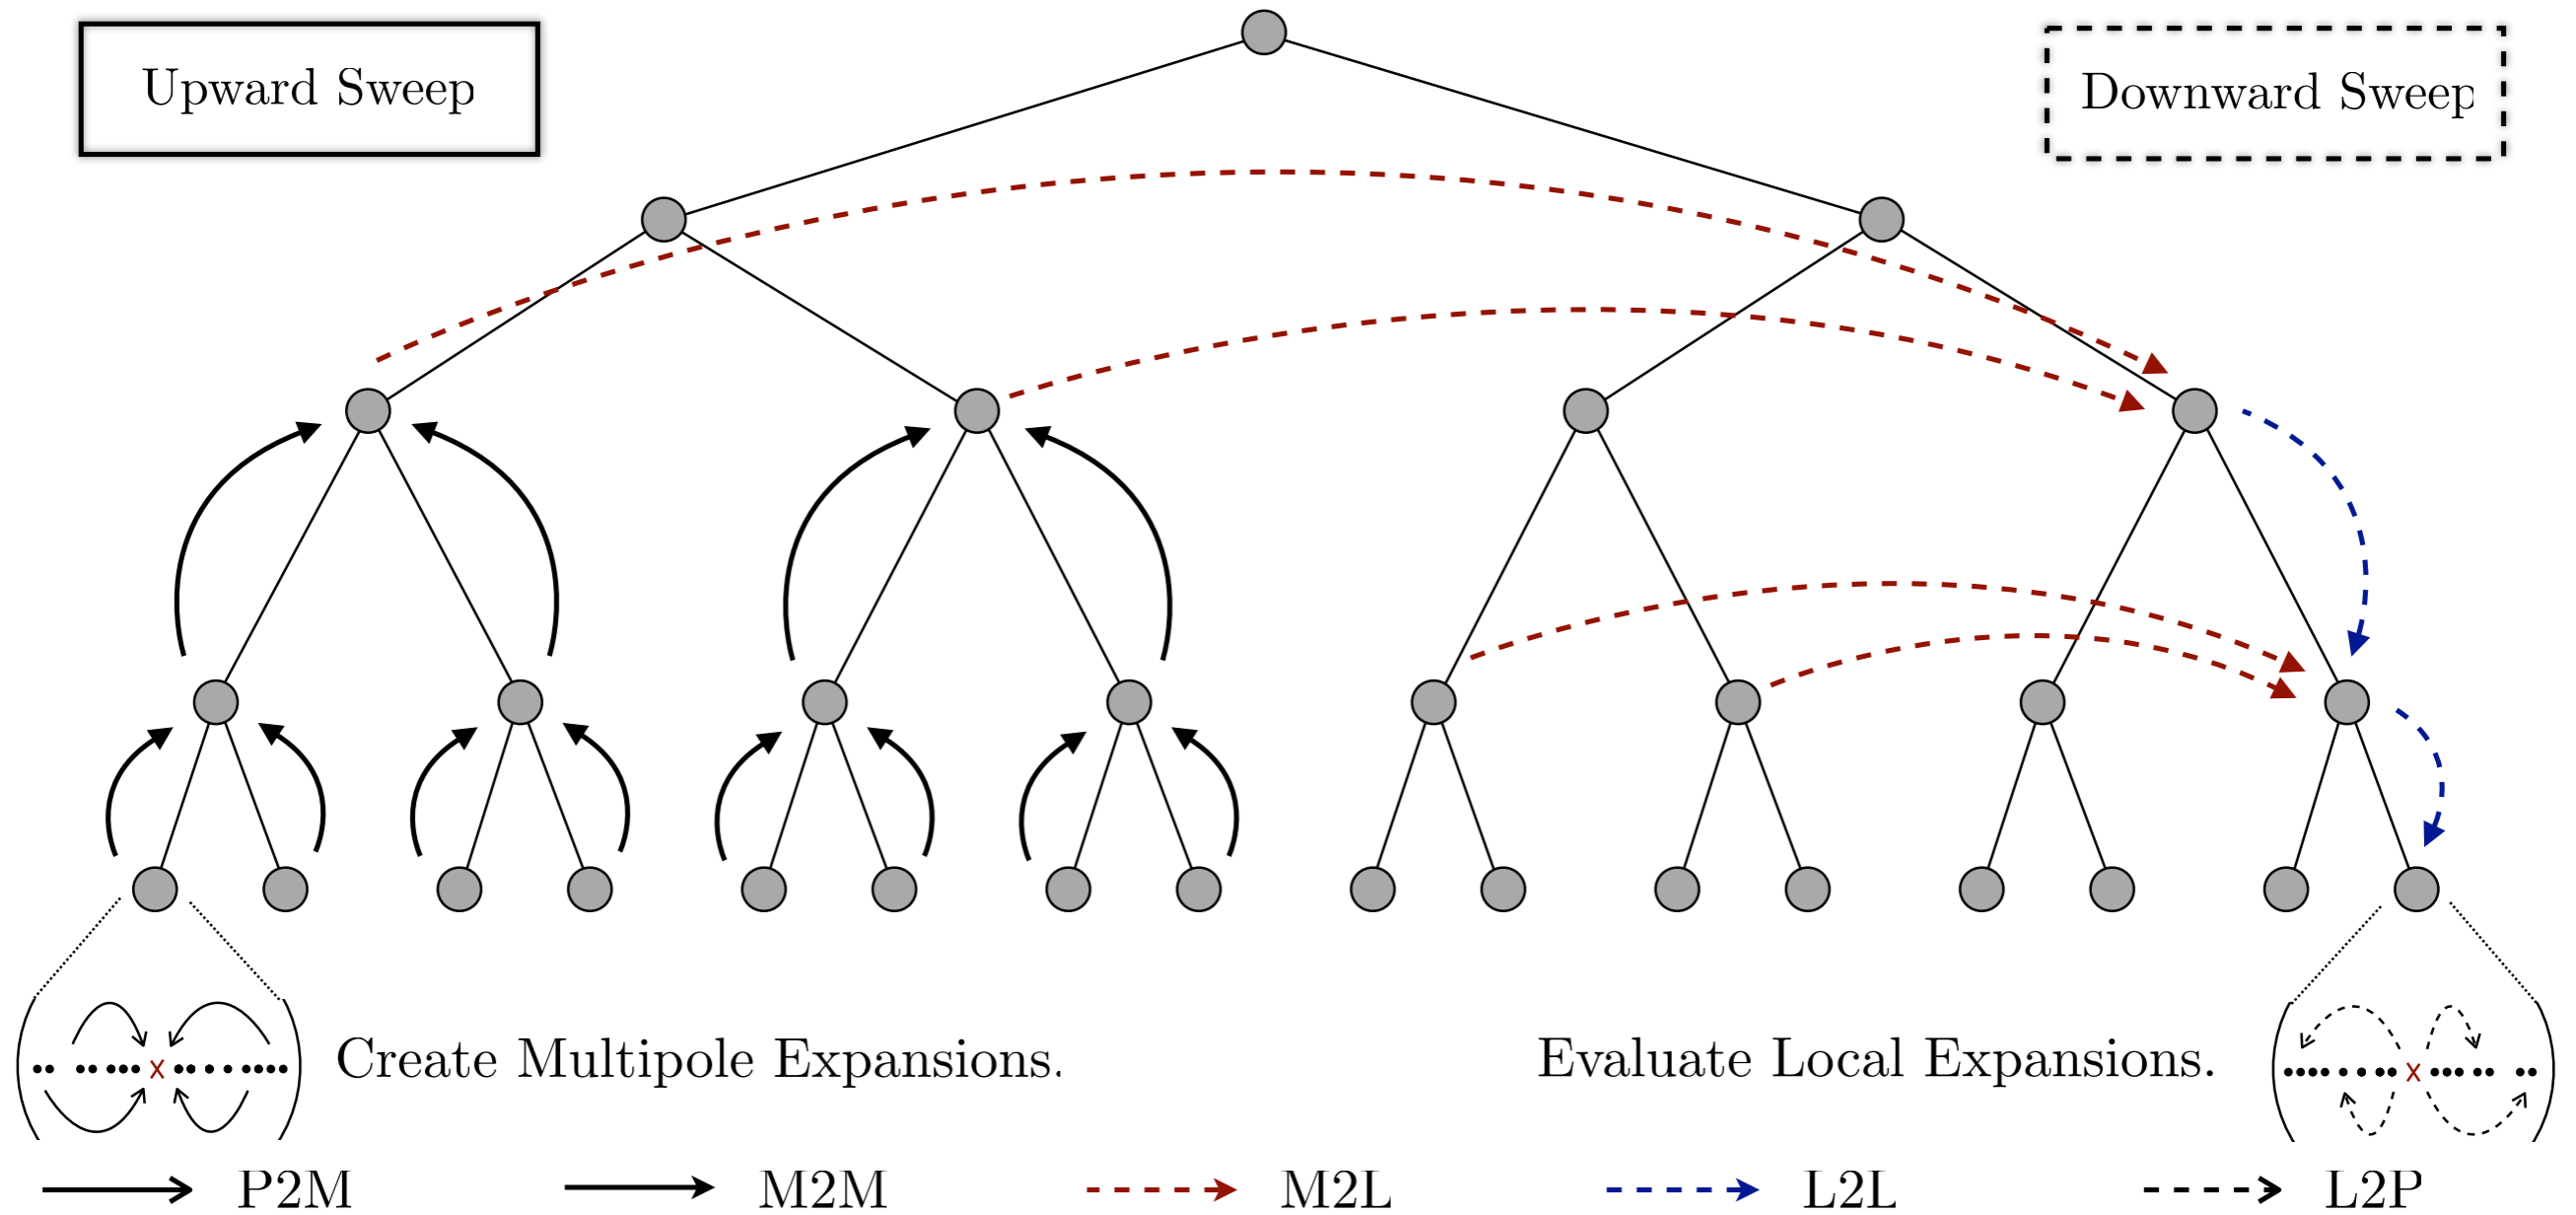 Upward Sweep
Downward Sweep
x
x
Create Multipole Expansions.
Evaluate Local Expansions.
P2M
M2M
M2L
L2L
L2P